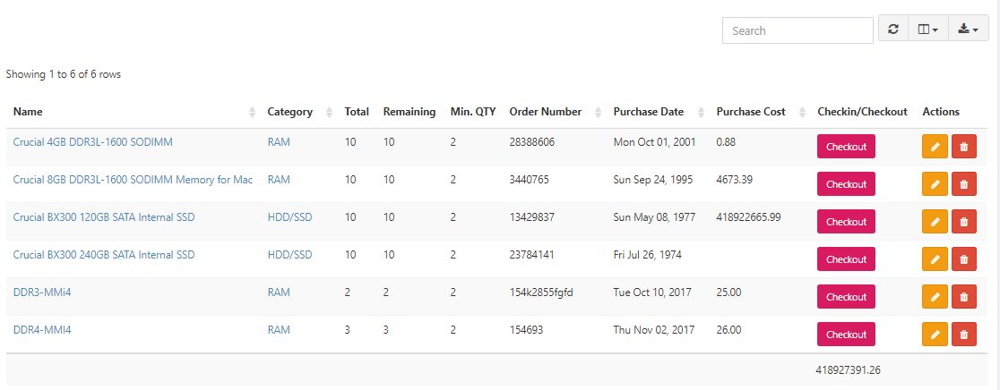 Search
Showing 1 to 6 of 6 rows
Name Category Total Remaining Min. QTY Order Number Purchase Date Purchase Cost Checkin/Checkout Actions
Crucial 4GB DDR3L-1600 SODIMM RAM 10 10 2 28388606 Mon Oct 01, 2001 0.88 Checkout
Crucial 8GB DDR3L-1600 SODIMM Memory for Mac RAM 10 10 2 3440765 Sun Sep 24, 1995 4673.39 Checkout
Crucial BX300 120GB SATA Internal SSD HDD/SSD 10 10 2 13429837 Sun May 08, 1977 418922665.99 Checkout
Crucial BX300 240GB SATA Internal SSD HDD/SSD 10 10 2 23784141 Fri Jul 26, 1974 Checkout
DDR3-MMi4 RAM 2 2 2 154k2855fgfd Tue Oct 10, 2017 25.00 Checkout
DDR4-MMI4 RAM 3 3 2 154693 Thu Nov 02, 2017 26.00 Checkout
418927391.26